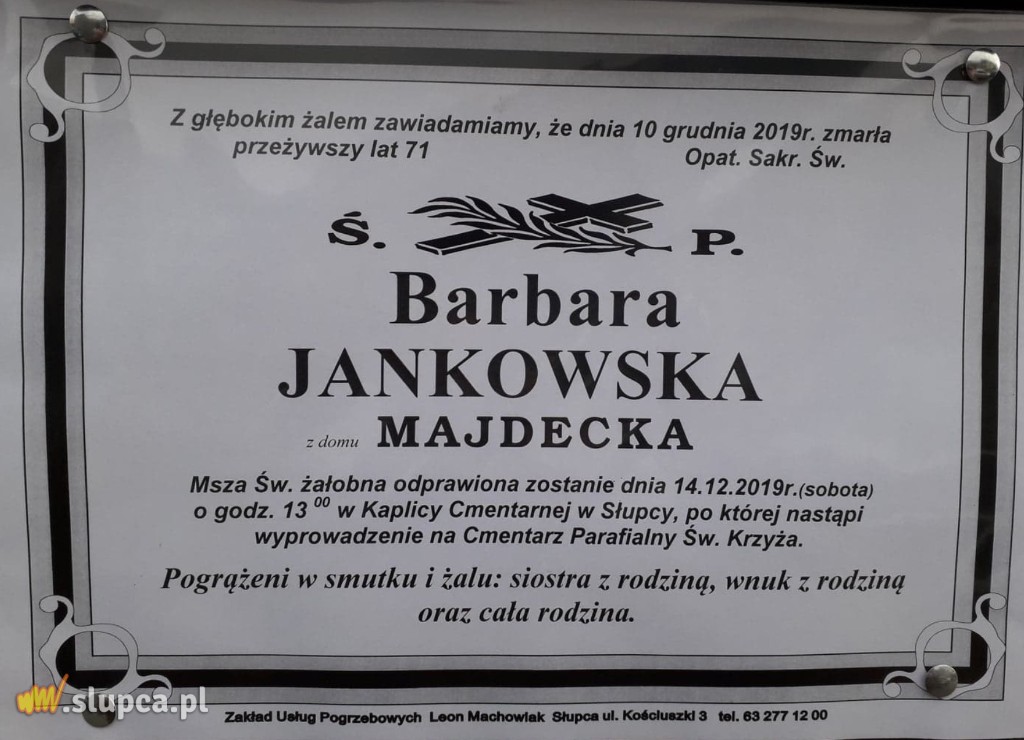 Z głębokim żalem zawiadamiamy, że dnia 10 grudnia 2019r. zmarła
przeżywszy lat 71 Opat. Sakr. Św.
Ś. P.
Barbara
JANKOWSKA
z domu MAJDECKA
Msza Św. żałobna odprawiona zostanie dnia 14.12.2019r.(sobota)
o godz. 13 00 w Kaplicy Cmentarnej w Słupcy, po której nastąpi
wyprowadzenie na Cmentarz Parafialny Św. Krzyża.
Pogrążeni w smutku i żalu: siostra z rodziną, wnuk z rodziną
oraz cała rodzina.
Zakład Usług Pogrzebowych Leon Machowiak Słupca ul. Kościuszki 3 tel. 63 277 12 00
www.slupca.pl